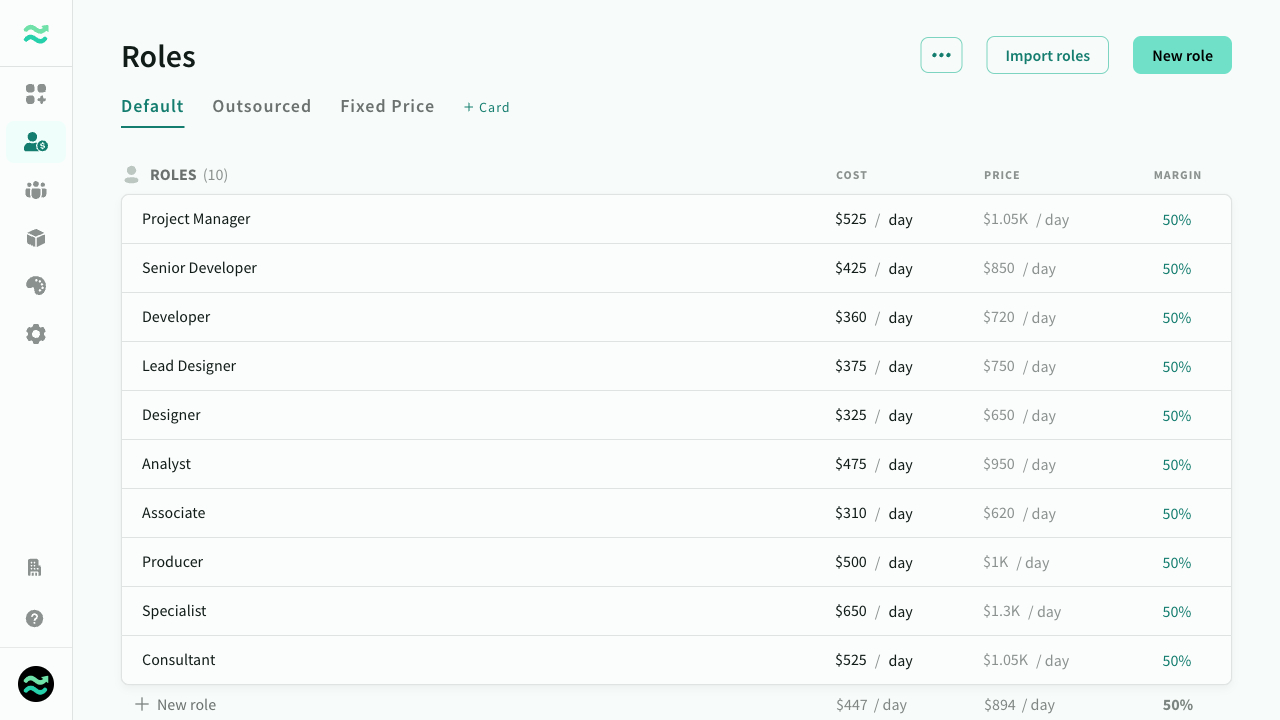 Roles
••• Import roles New role
Default Outsourced Fixed Price + Card
ROLES (10) COST PRICE MARGIN
Project Manager $525 / day $1.05K / day 50%
Senior Developer $425 / day $850 / day 50%
Developer $360 / day $720 / day 50%
Lead Designer $375 / day $750 / day 50%
Designer $325 / day $650 / day 50%
Analyst $475 / day $950 / day 50%
Associate $310 / day $620 / day 50%
Producer $500 / day $1K / day 50%
Specialist $650 / day $1.3K / day 50%
Consultant $525 / day $1.05K / day 50%
+ New role $447 / day $894 / day 50%